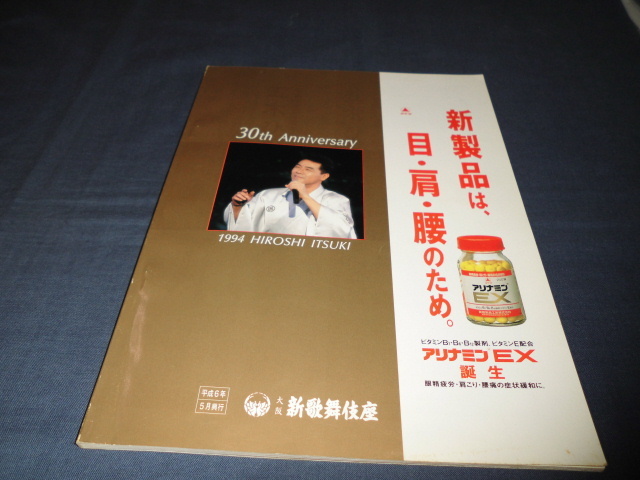 30th Anniversary
1994 HIROSHI ITSUKI
平成6年
5月発行
大阪
新歌舞伎座
新製品は、
目・肩・腰のため。
アリナミン
EX
ビタミンB1・B6・B12製剤、ビタミンE配合
アリナミンEX
誕生
眼精疲労・肩こり・腰痛の症状緩和に。